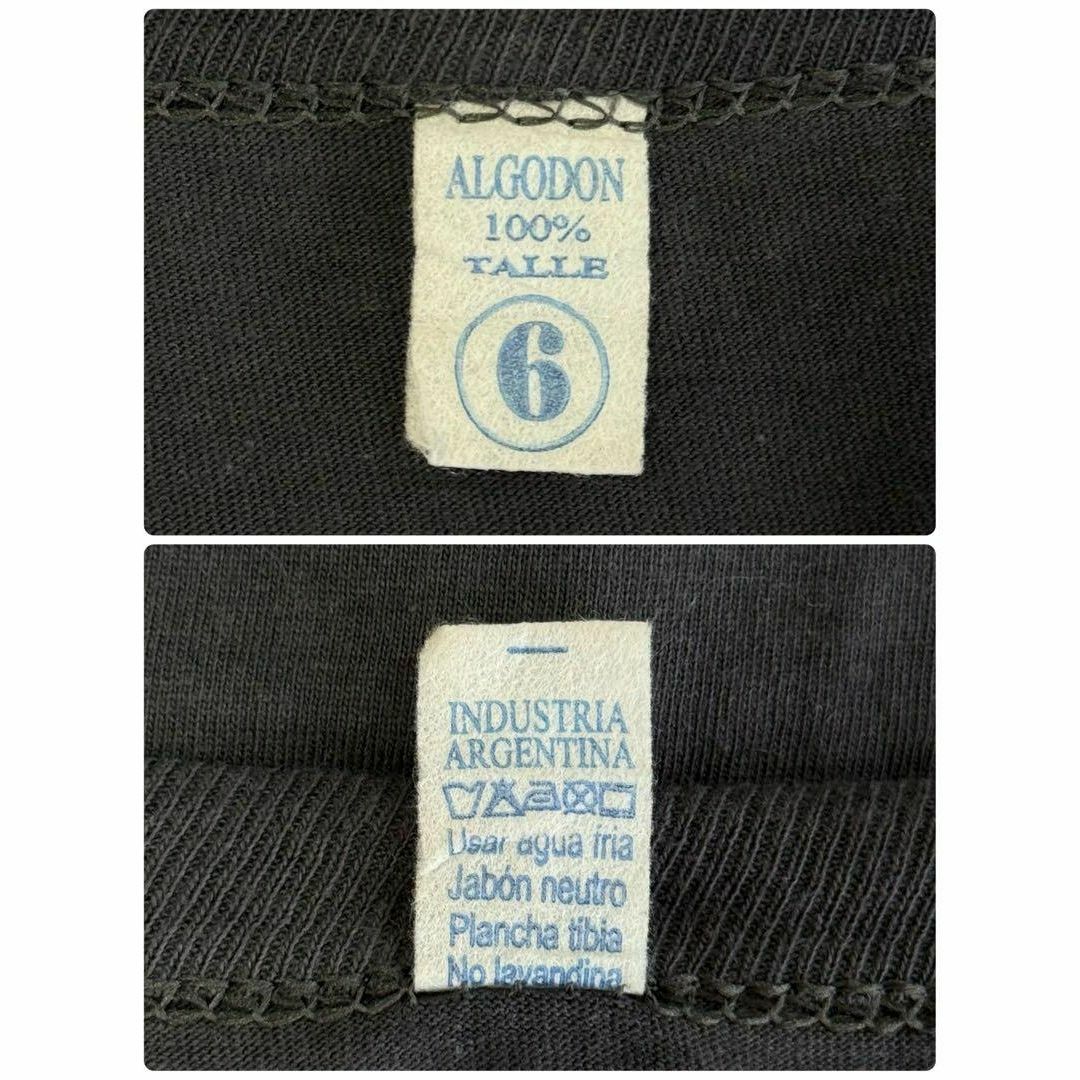 ALGODON
100%
TALLE
6
INDUSTRIA
ARGENTINA
Usar agua fria
Jabón neutro
Plancha tibia
No lavandina